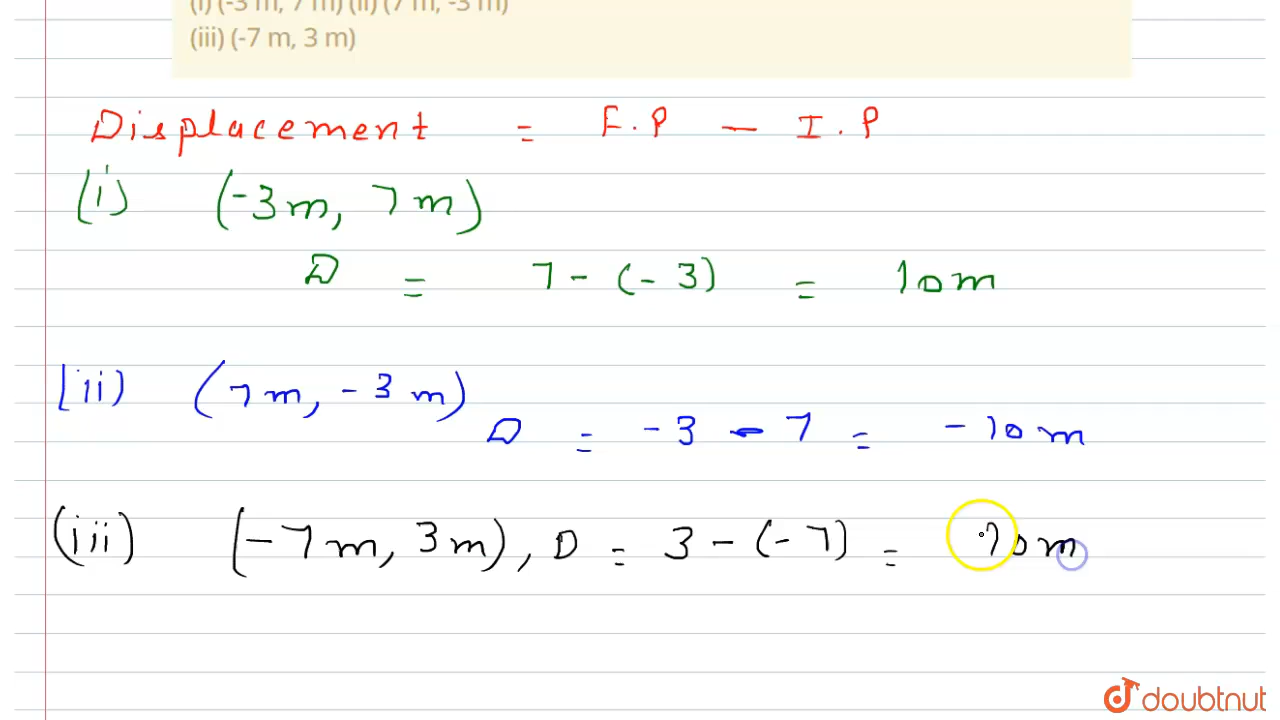 (i) (-3 m, 7 m) (ii) (7 m, -3 m)
(iii) (-7 m, 3 m)
Displacement = F.P - I.P
(i) (-3m, 7m)
D = 7-(-3) = 10m
(ii) (7m, -3m)
D = -3 - 7 = -10m
(iii) (-7m, 3m), D = 3-(-7) = 10m
doubtnut